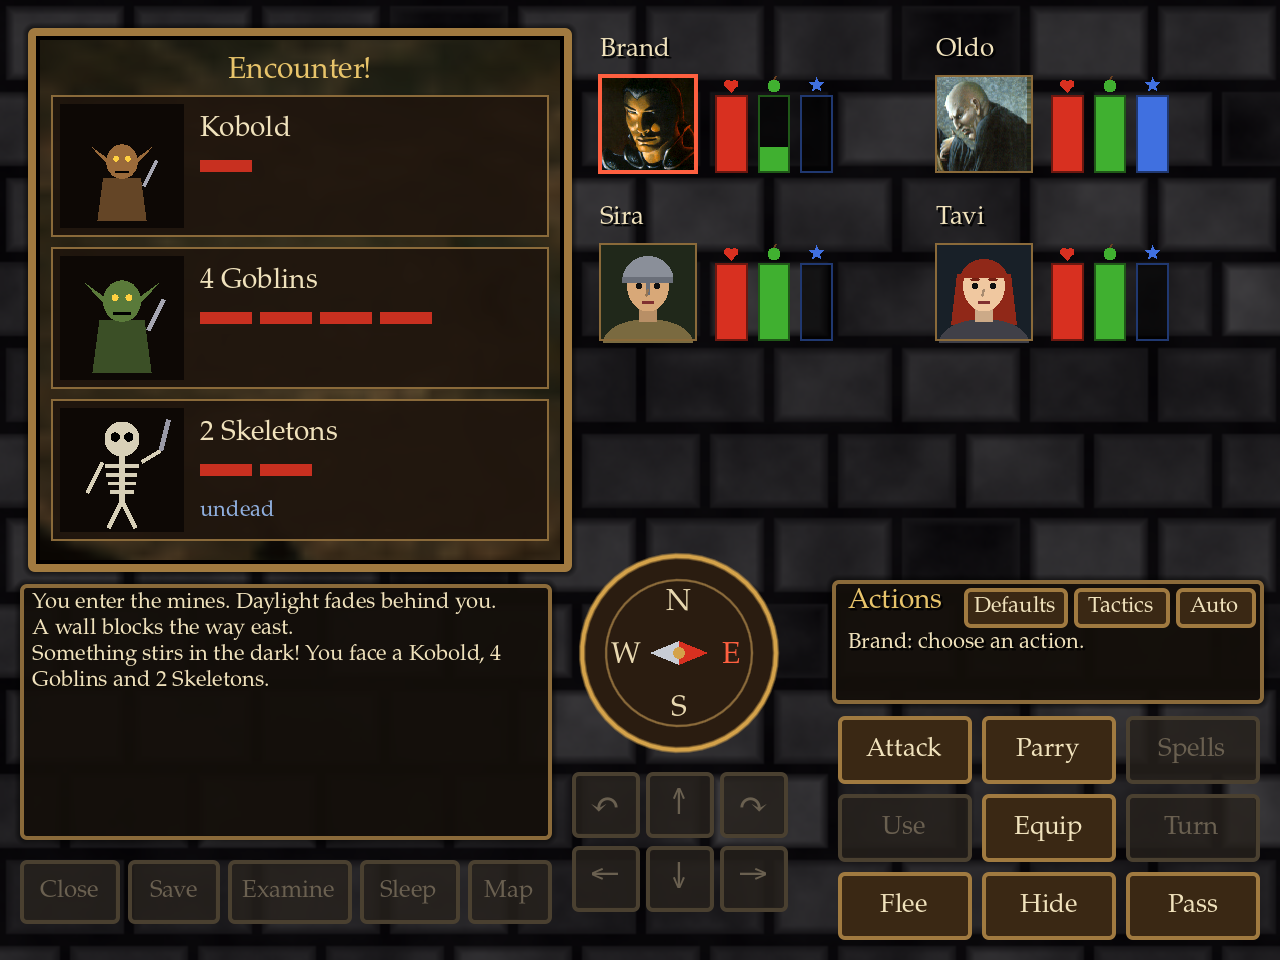 Encounter!
Kobold
4 Goblins
2 Skeletons
undead
Brand
Oldo
Sira
Tavi
You enter the mines. Daylight fades behind you.
A wall blocks the way east.
Something stirs in the dark! You face a Kobold, 4
Goblins and 2 Skeletons.
N
W E
S
Actions Defaults Tactics Auto
Brand: choose an action.
Attack Parry Spells
Use Equip Turn
Flee Hide Pass
Close Save Examine Sleep Map